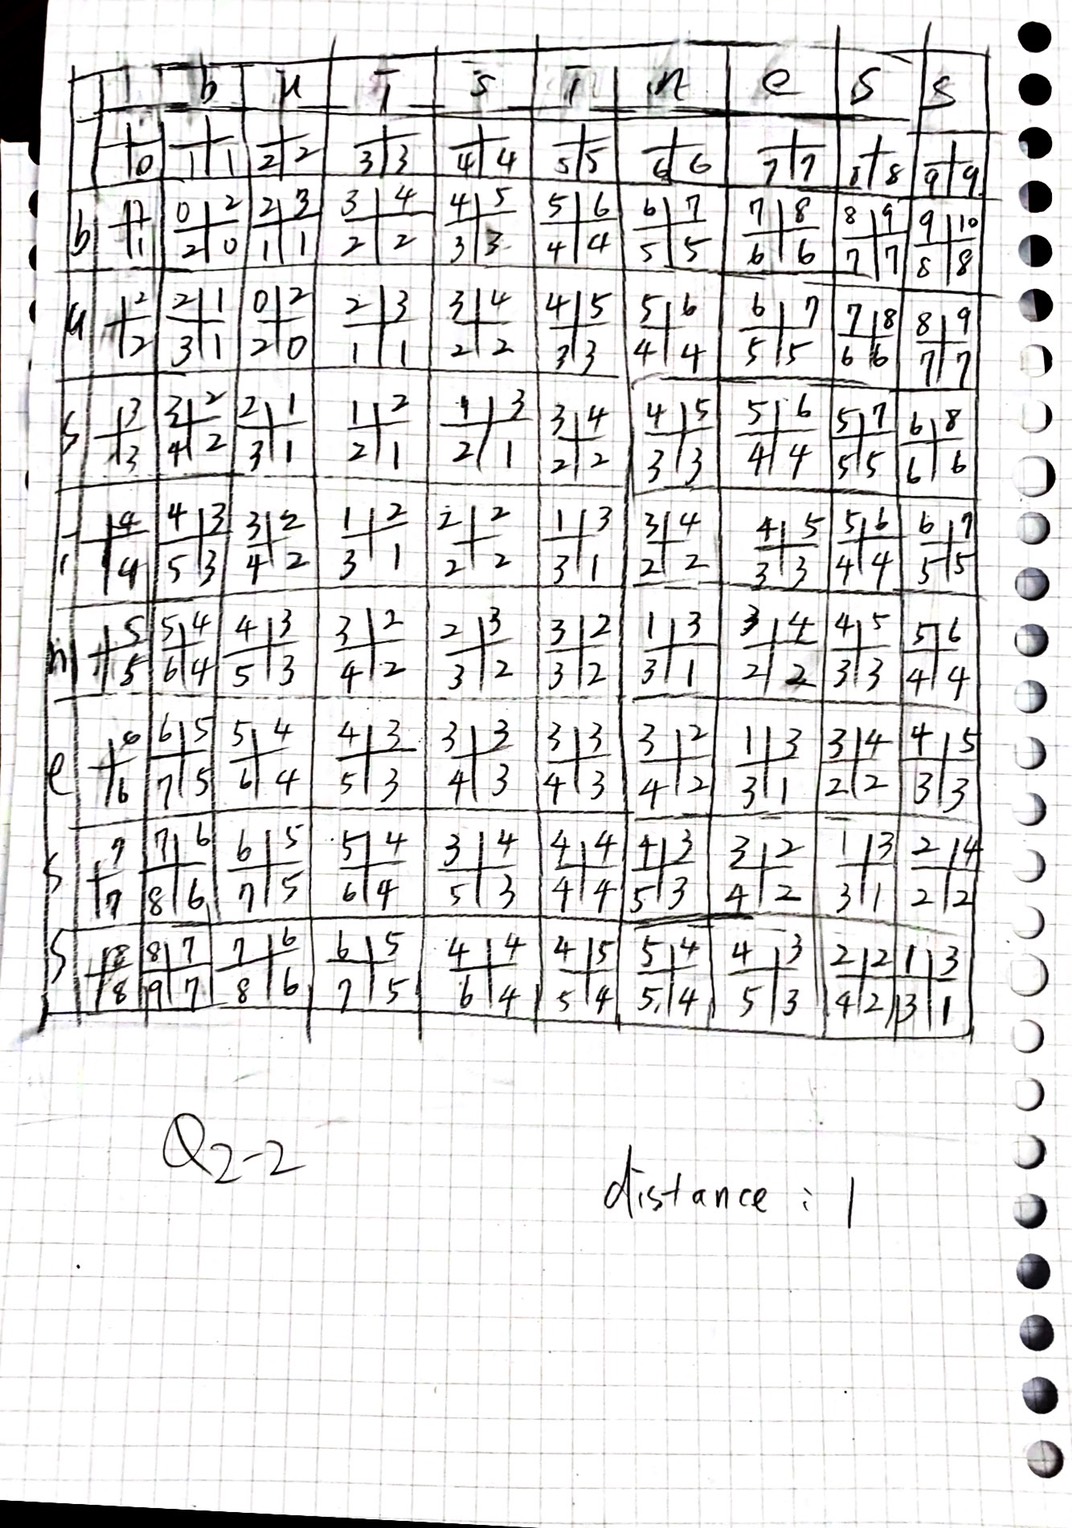 b u i s i n e s s
0 1 1 2 2 3 3 4 4 5 5 6 6 7 7 8 8 9 9
1 0 2 2 3 3 4 4 5 5 6 6 7 7 8 8 9 9 10
b 1 2 0 1 1 2 2 3 3 4 4 5 5 6 6 7 7 8 8
2 2 1 0 2 2 3 3 4 4 5 5 6 6 7 7 8 8 9
u 2 3 1 2 0 1 1 2 2 3 3 4 4 5 5 6 6 7 7
3 3 2 2 1 1 2 1 3 3 4 4 5 5 6 5 7 6 8
s 3 4 2 3 1 2 1 2 1 2 2 3 3 4 4 5 5 6 6
4 4 3 3 2 1 2 2 2 1 3 3 4 4 5 5 6 6 7
i 4 5 3 4 2 3 1 2 2 3 1 2 2 3 3 4 4 5 5
5 5 4 4 3 3 2 2 3 3 2 1 3 3 4 4 5 5 6
n 5 6 4 5 3 4 2 3 2 3 2 3 1 2 2 3 3 4 4
6 6 5 5 4 4 3 3 3 3 3 3 2 1 3 3 4 4 5
e 6 7 5 6 4 5 3 4 3 4 3 4 2 3 1 2 2 3 3
7 7 6 6 5 5 4 3 4 4 4 4 3 3 2 1 3 2 4
s 7 8 6 7 5 6 4 5 3 4 4 5 3 4 2 3 1 2 2
8 8 7 7 6 6 5 4 4 4 5 5 4 4 3 2 2 1 3
s 8 9 7 8 6 7 5 6 4 5 4 5 4 5 3 4 2 3 1
Q2-2
distance : 1